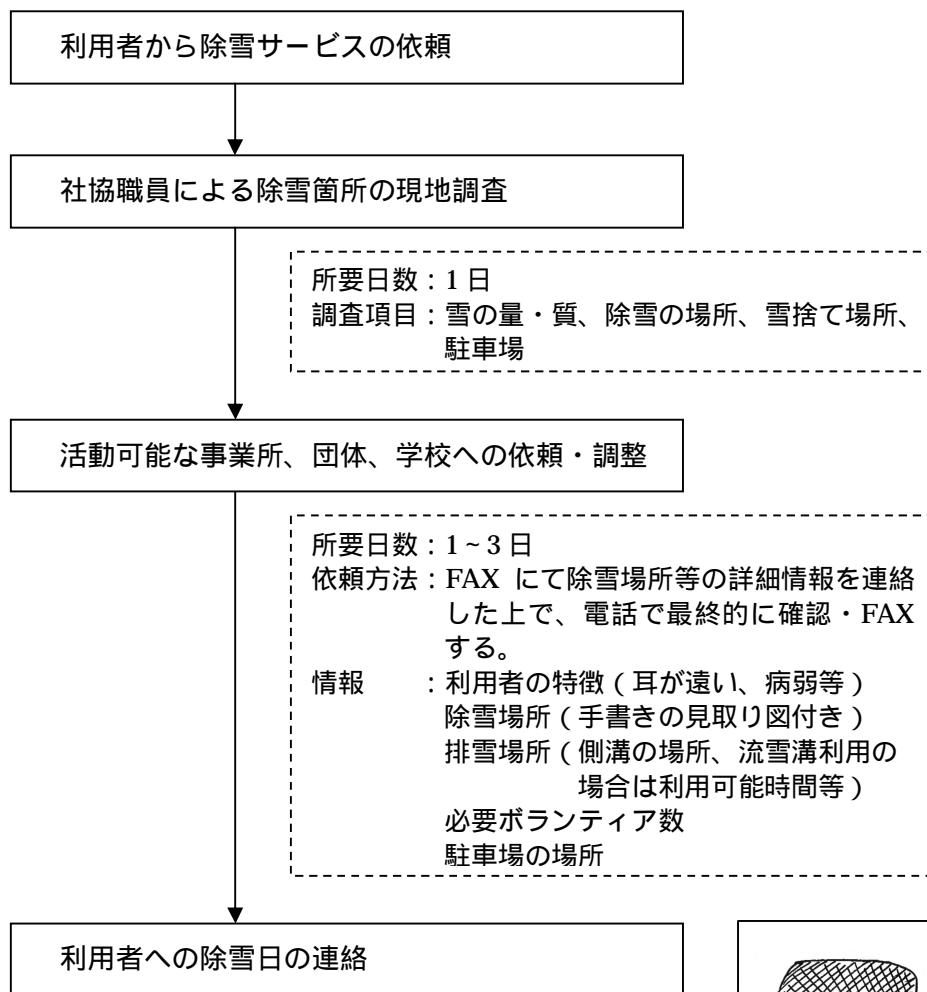 利用者から除雪サービスの依頼
社協職員による除雪箇所の現地調査
所要日数：1日
調査項目：雪の量・質、除雪の場所、雪捨て場所、
駐車場
活動可能な事業所、団体、学校への依頼・調整
所要日数：1~3日
依頼方法：FAX にて除雪場所等の詳細情報を連絡
した上で、電話で最終的に確認・FAX
する。
情報　　：利用者の特徴（耳が遠い、病弱等）
除雪場所（手書きの見取り図付き）
排雪場所（側溝の場所、流雪溝利用の
場合は利用可能時間等）
必要ボランティア数
駐車場の場所
利用者への除雪日の連絡